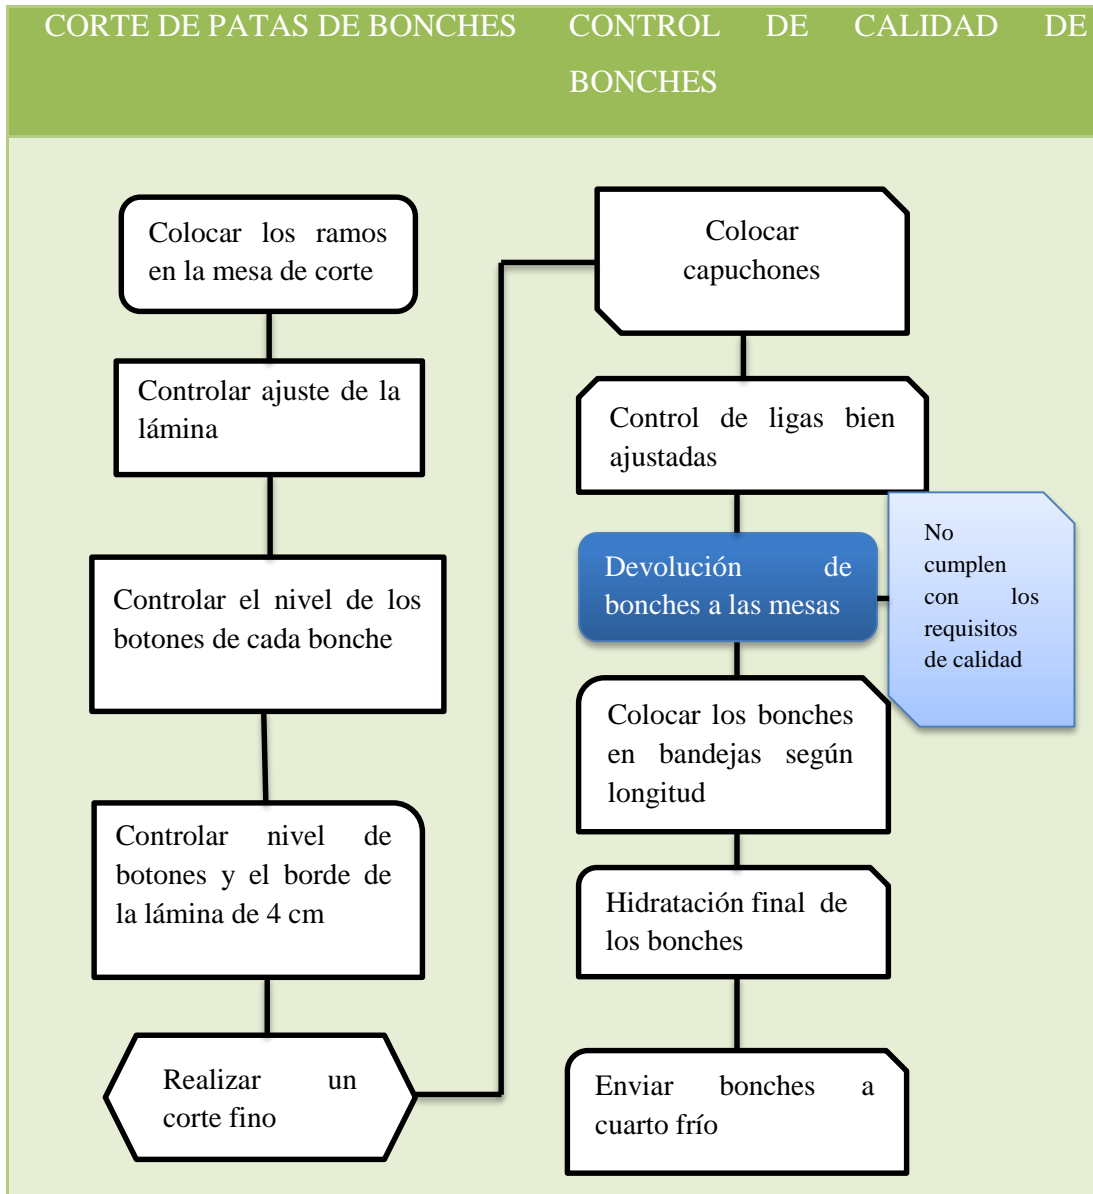 CORTE DE PATAS DE BONCHES
CONTROL DE CALIDAD DE
BONCHES
Colocar los ramos
en la mesa de corte
Controlar ajuste de la
lámina
Controlar el nivel de los
botones de cada bonche
Controlar nivel de
botones y el borde de
la lámina de 4 cm
Realizar un
corte fino
Colocar
capuchones
Control de ligas bien
ajustadas
Devolución de
bonches a las mesas
No
cumplen
con los
requisitos
de calidad
Colocar los bonches
en bandejas según
longitud
Hidratación final de
los bonches
Enviar bonches a
cuarto frío